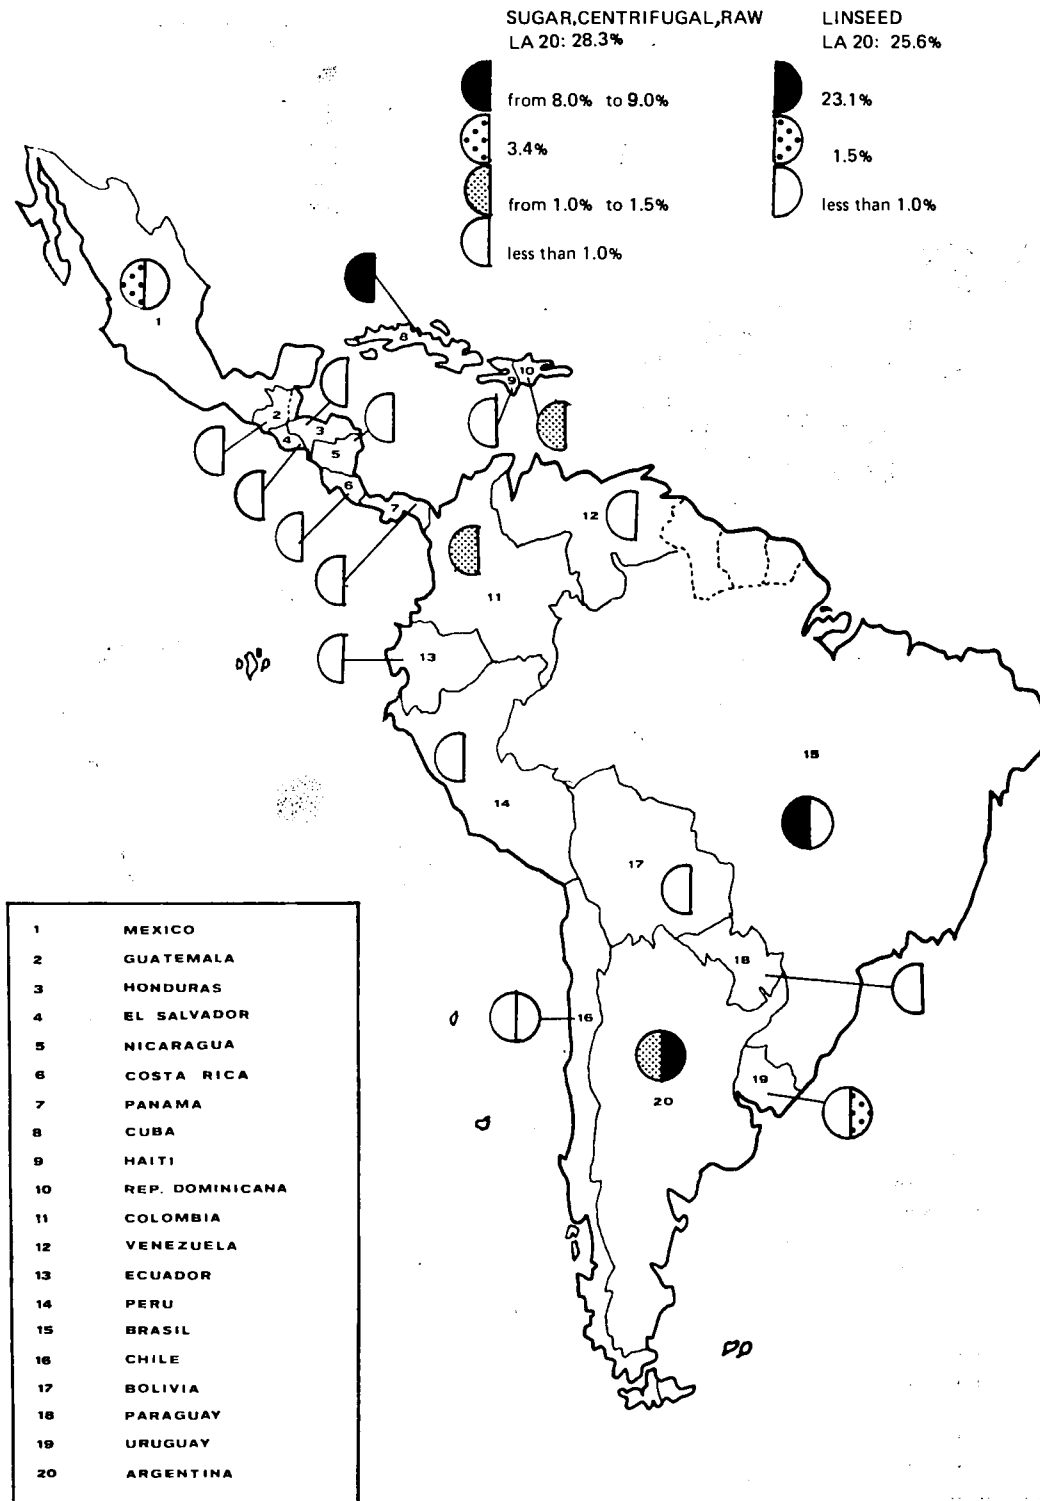 SUGAR,CENTRIFUGAL,RAW
LA 20: 28.3%
from 8.0% to 9.0%
3.4%
from 1.0% to 1.5%
less than 1.0%
LINSEED
LA 20: 25.6%
23.1%
1.5%
less than 1.0%
1
8
10
9
2
3
4
5
6
7
12
11
13
15
14
17
18
16
19
20
1 MEXICO
2 GUATEMALA
3 HONDURAS
4 EL SALVADOR
5 NICARAGUA
6 COSTA RICA
7 PANAMA
8 CUBA
9 HAITI
10 REP. DOMINICANA
11 COLOMBIA
12 VENEZUELA
13 ECUADOR
14 PERU
15 BRASIL
16 CHILE
17 BOLIVIA
18 PARAGUAY
19 URUGUAY
20 ARGENTINA